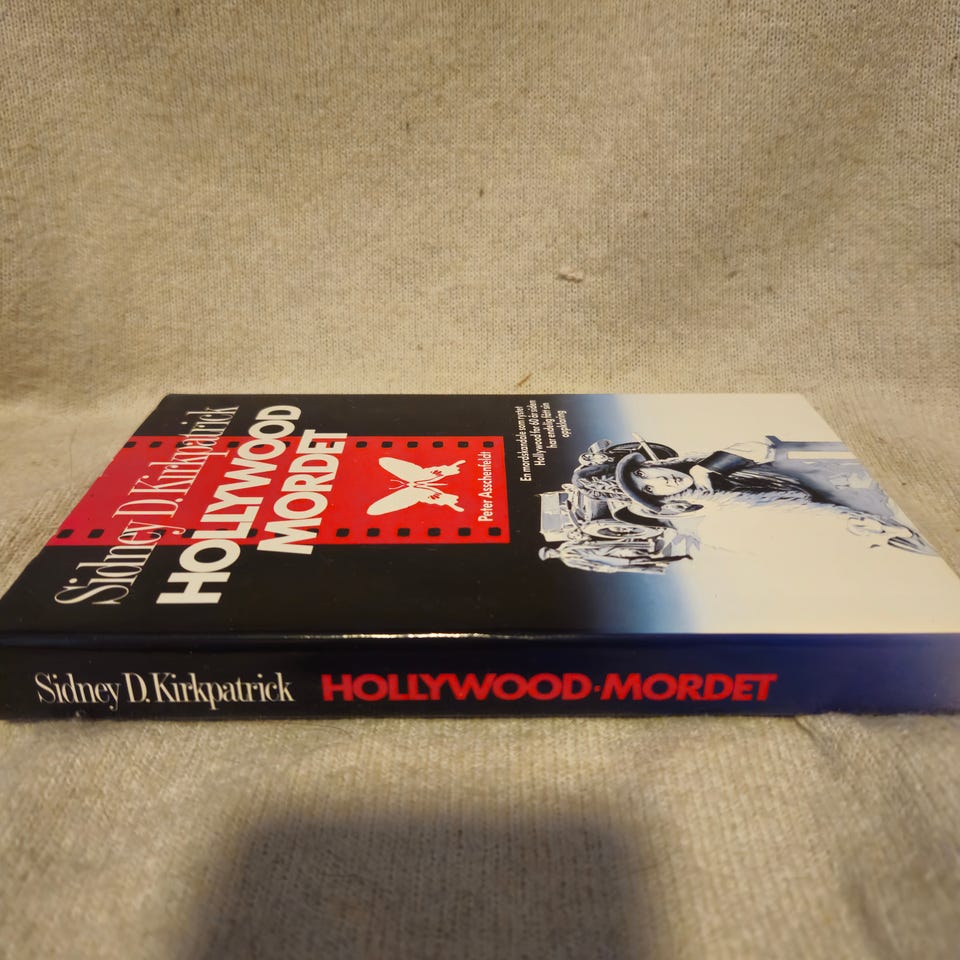 Sidney D. Kirkpatrick
HOLLYWOOD
MORDET
Peter Asschenfeldt
En mordskandale som rystet
Hollywood for 60 år siden
har endelig fått sin
oppklaring
Sidney D. Kirkpatrick HOLLYWOOD·MORDET